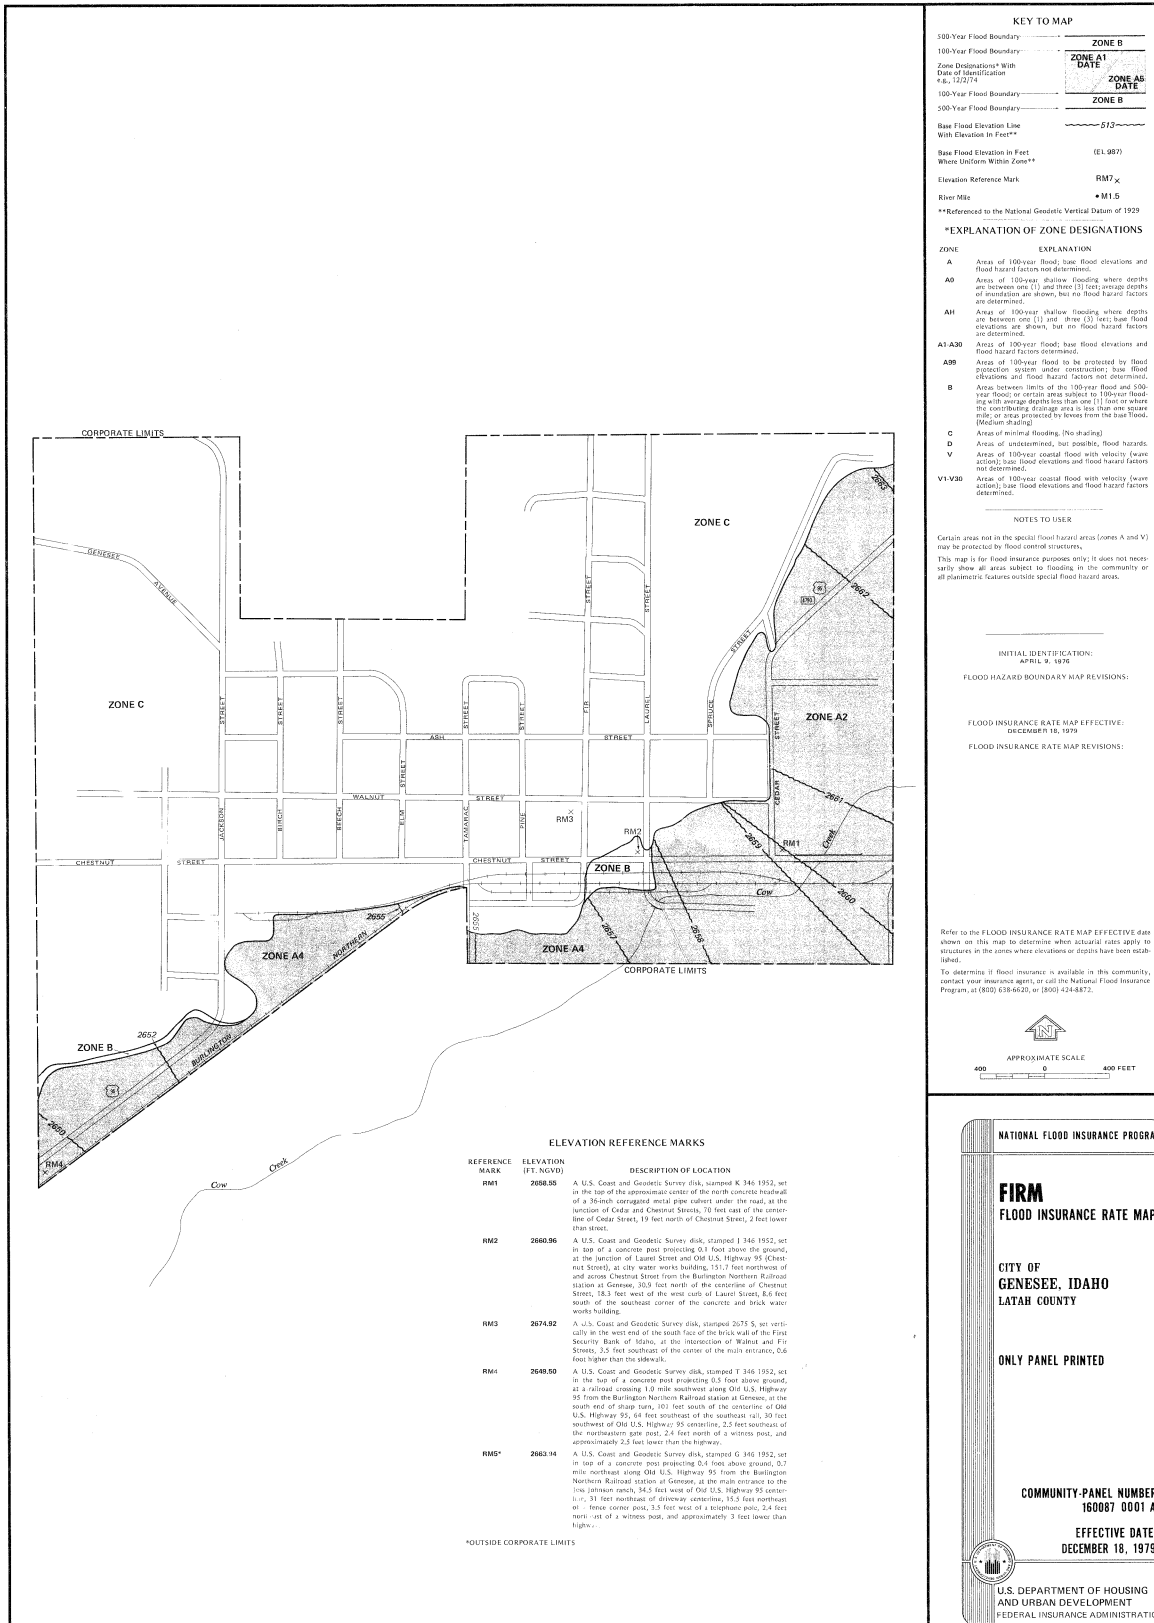 KEY TO MAP
500-Year Flood Boundary
ZONE B
100-Year Flood Boundary
Zone Designations* With
Date of Identification
e.g., 12/2/74
ZONE A1
DATE
ZONE A5
DATE
100-Year Flood Boundary
ZONE B
500-Year Flood Boundary
Base Flood Elevation Line
With Elevation In Feet**
513
Base Flood Elevation in Feet
Where Uniform Within Zone**
(EL 987)
Elevation Reference Mark
RM7×
River Mile
•M1.5
**Referenced to the National Geodetic Vertical Datum of 1929
*EXPLANATION OF ZONE DESIGNATIONS
ZONE EXPLANATION
A Areas of 100-year flood; base flood elevations and
flood hazard factors not determined.
A0 Areas of 100-year shallow flooding where depths
are between one (1) and three (3) feet; average depths
of inundation are shown, but no flood hazard factors
are determined.
AH Areas of 100-year shallow flooding where depths
are between one (1) and three (3) feet; base flood
elevations are shown, but no flood hazard factors
are determined.
A1-A30 Areas of 100-year flood; base flood elevations and
flood hazard factors determined.
A99 Areas of 100-year flood to be protected by flood
protection system under construction; base flood
elevations and flood hazard factors not determined.
B Areas between limits of the 100-year flood and 500-
year flood; or certain areas subject to 100-year flood-
ing with average depths less than one (1) foot or where
the contributing drainage area is less than one square
mile; or areas protected by levees from the base flood.
(Medium shading)
C Areas of minimal flooding. (No shading)
D Areas of undetermined, but possible, flood hazards.
V Areas of 100-year coastal flood with velocity (wave
action); base flood elevations and flood hazard factors
not determined.
V1-V30 Areas of 100-year coastal flood with velocity (wave
action); base flood elevations and flood hazard factors
determined.
NOTES TO USER
Certain areas not in the special flood hazard areas (zones A and V)
may be protected by flood control structures.
This map is for flood insurance purposes only; it does not neces-
sarily show all areas subject to flooding in the community or
all planimetric features outside special flood hazard areas.
INITIAL IDENTIFICATION:
APRIL 9, 1976
FLOOD HAZARD BOUNDARY MAP REVISIONS:
FLOOD INSURANCE RATE MAP EFFECTIVE:
DECEMBER 18, 1979
FLOOD INSURANCE RATE MAP REVISIONS:
Refer to the FLOOD INSURANCE RATE MAP EFFECTIVE date
shown on this map to determine when actuarial rates apply to
structures in the zones where elevations or depths have been estab-
lished.
To determine if flood insurance is available in this community,
contact your insurance agent, or call the National Flood Insurance
Program, at (800) 638-6620, or (800) 424-8872.
N
APPROXIMATE SCALE
400 0 400 FEET
NATIONAL FLOOD INSURANCE PROGRA
FIRM
FLOOD INSURANCE RATE MAP
CITY OF
GENESEE, IDAHO
LATAH COUNTY
ONLY PANEL PRINTED
COMMUNITY-PANEL NUMBER
160087 0001 A
EFFECTIVE DATE
DECEMBER 18, 1979
U.S. DEPARTMENT OF HOUSING
AND URBAN DEVELOPMENT
FEDERAL INSURANCE ADMINISTRATIO
CORPORATE LIMITS
2663
ZONE C
GENESEE AVENUE
95
2662
STREET
STREET
STREET
ZONE C
STREET
STREET
STREET
STREET
STREET
FIR
LAUREL
SPRUCE
STREET
ZONE A2
ASH STREET
STREET
WALNUT STREET
CEDAR
2661
JACKSON
BIRCH
BEECH
ELM
TAMARAC
PINE
RM3
RM2
2659
RM1
Creek
CHESTNUT STREET
CHESTNUT STREET
ZONE B
Cow
2660
2655
2655
2657
2658
NORTHERN
ZONE A4
ZONE A4
CORPORATE LIMITS
2652
ZONE B
BURLINGTON
95
2650
RM4
Cow Creek
ELEVATION REFERENCE MARKS
REFERENCE MARK ELEVATION (FT. NGVD) DESCRIPTION OF LOCATION
RM1 2658.55 A U.S. Coast and Geodetic Survey disk, stamped K 346 1952, set
in the top of the approximate center of the north concrete headwall
of a 36-inch corrugated metal pipe culvert under the road, at the
junction of Cedar and Chestnut Streets, 70 feet east of the center-
line of Cedar Street, 19 feet north of Chestnut Street, 2 feet lower
than street.
RM2 2660.96 A U.S. Coast and Geodetic Survey disk, stamped J 346 1952, set
in top of a concrete post projecting 0.1 foot above the ground,
at the junction of Laurel Street and Old U.S. Highway 95 (Chest-
nut Street), at city water works building, 151.7 feet northwest of
and across Chestnut Street from the Burlington Northern Railroad
station at Genesee, 30.9 feet north of the centerline of Chestnut
Street, 18.3 feet west of the west curb of Laurel Street, 8.6 feet
south of the southeast corner of the concrete and brick water
works building.
RM3 2674.92 A U.S. Coast and Geodetic Survey disk, stamped 2675 S, set verti-
cally in the west end of the south face of the brick wall of the First
Security Bank of Idaho, at the intersection of Walnut and Fir
Streets, 3.5 feet southeast of the center of the main entrance, 0.6
foot higher than the sidewalk.
RM4 2649.50 A U.S. Coast and Geodetic Survey disk, stamped T 346 1952, set
in the top of a concrete post projecting 0.5 foot above ground,
at a railroad crossing 1.0 mile southwest along Old U.S. Highway
95 from the Burlington Northern Railroad station at Genesee, at the
south end of sharp turn, 101 feet south of the centerline of Old
U.S. Highway 95, 64 feet southeast of the southeast rail, 30 feet
southwest of Old U.S. Highway 95 centerline, 2.5 feet southeast of
the northeastern gate post, 2.4 feet north of a witness post, and
approximately 2.5 feet lower than the highway.
RM5* 2663.94 A U.S. Coast and Geodetic Survey disk, stamped G 346 1952, set
in top of a concrete post projecting 0.4 foot above ground, 0.7
mile northeast along Old U.S. Highway 95 from the Burlington
Northern Railroad station at Genesee, at the main entrance to the
Jess Johnson ranch, 34.5 feet west of Old U.S. Highway 95 center-
line, 31 feet northeast of driveway centerline, 15.5 feet northeast
of fence corner post, 3.5 feet west of a telephone pole, 2.4 feet
of a witness post, and approximately 3 feet lower than
*OUTSIDE CORPORATE LIMITS